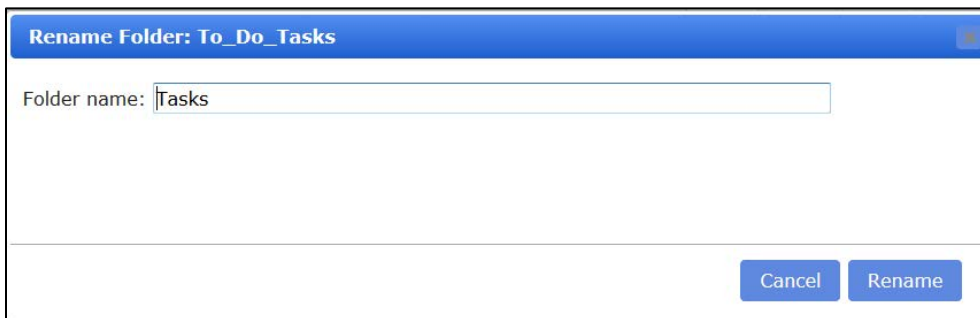 Rename Folder: To_Do_Tasks
Folder name: Tasks
Cancel Rename